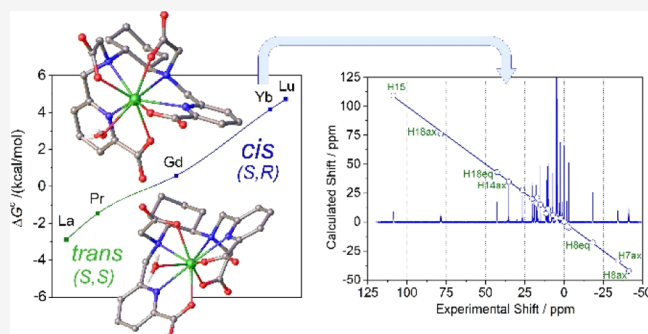 6
4
2
0
-2
-4
-6
ΔG° /(kcal/mol)
La
Pr
Gd
Yb
Lu
cis
(S,R)
trans
(S,S)
125
100
75
50
25
0
-25
-50
Calculated Shift / ppm
H15
H18ax
H18eq
H14ax
H8eq
H7ax
H8ax
125 100 75 50 25 0 -25 -50
Experimental Shift / ppm